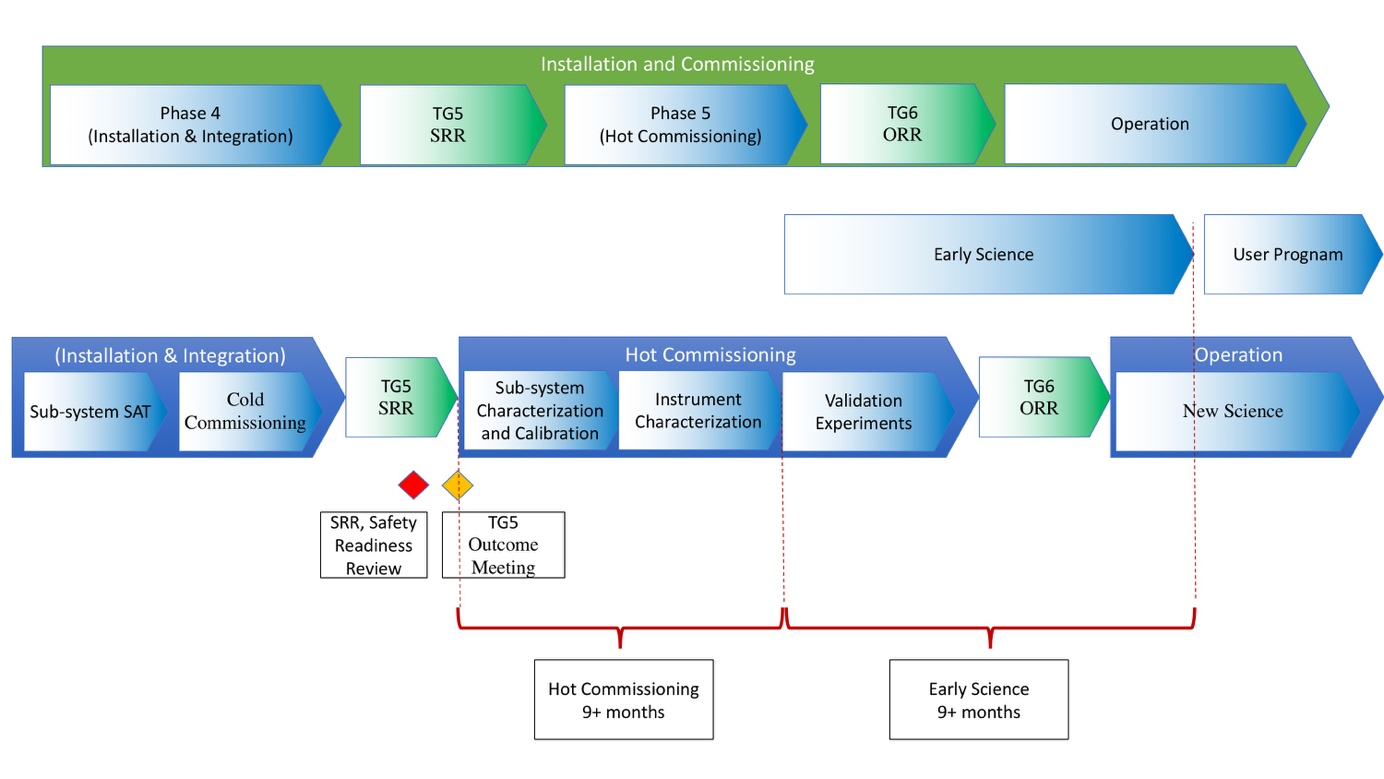 Installation and Commissioning
Phase 4
(Installation & Integration)
TG5
SRR
Phase 5
(Hot Commissioning)
TG6
ORR
Operation
Early Science
User Prognam
(Installation & Integration)
Sub-system SAT
Cold
Commissioning
TG5
SRR
Hot Commissioning
Sub-system
Characterization
and Calibration
Instrument
Characterization
Validation
Experiments
TG6
ORR
Operation
New Science
SRR, Safety
Readiness
Review
TG5
Outcome
Meeting
Hot Commissioning
9+ months
Early Science
9+ months